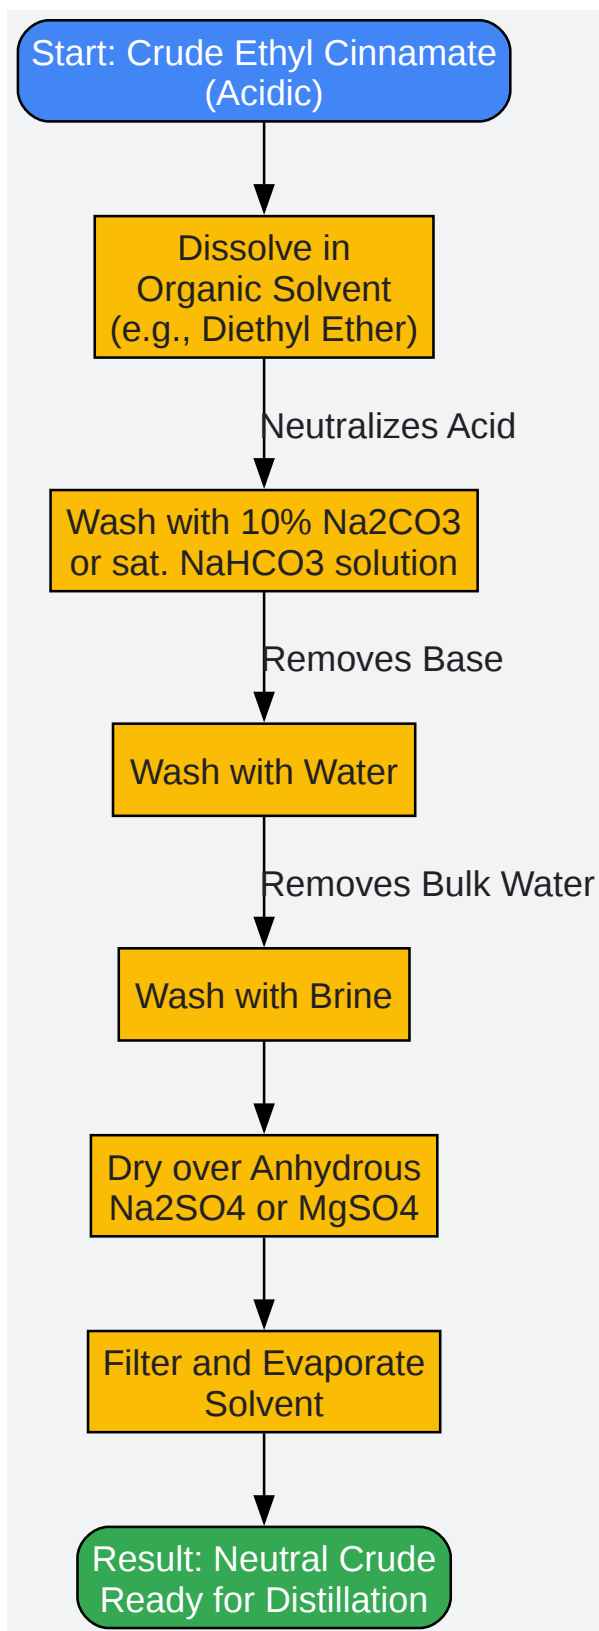 Start: Crude Ethyl Cinnamate
(Acidic)
Dissolve in
Organic Solvent
(e.g., Diethyl Ether)
Neutralizes Acid
Wash with 10% Na2CO3
or sat. NaHCO3 solution
Removes Base
Wash with Water
Removes Bulk Water
Wash with Brine
Dry over Anhydrous
Na2SO4 or MgSO4
Filter and Evaporate
Solvent
Result: Neutral Crude
Ready for Distillation